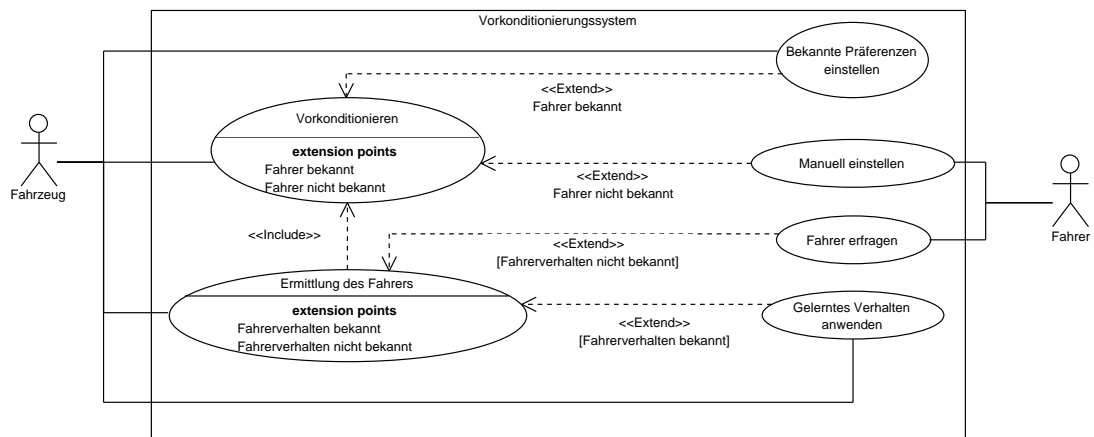 Vorkonditionierungssystem
Bekannte Präferenzen
einstellen
<<Extend>>
Fahrer bekannt
Vorkonditionieren
extension points
Fahrer bekannt
Fahrer nicht bekannt
Manuell einstellen
<<Extend>>
Fahrer nicht bekannt
Fahrzeug
Fahrer
<<Include>>
Fahrer erfragen
<<Extend>>
[Fahrerverhalten nicht bekannt]
Ermittlung des Fahrers
extension points
Fahrerverhalten bekannt
Fahrerverhalten nicht bekannt
Gelerntes Verhalten
anwenden
<<Extend>>
[Fahrerverhalten bekannt]